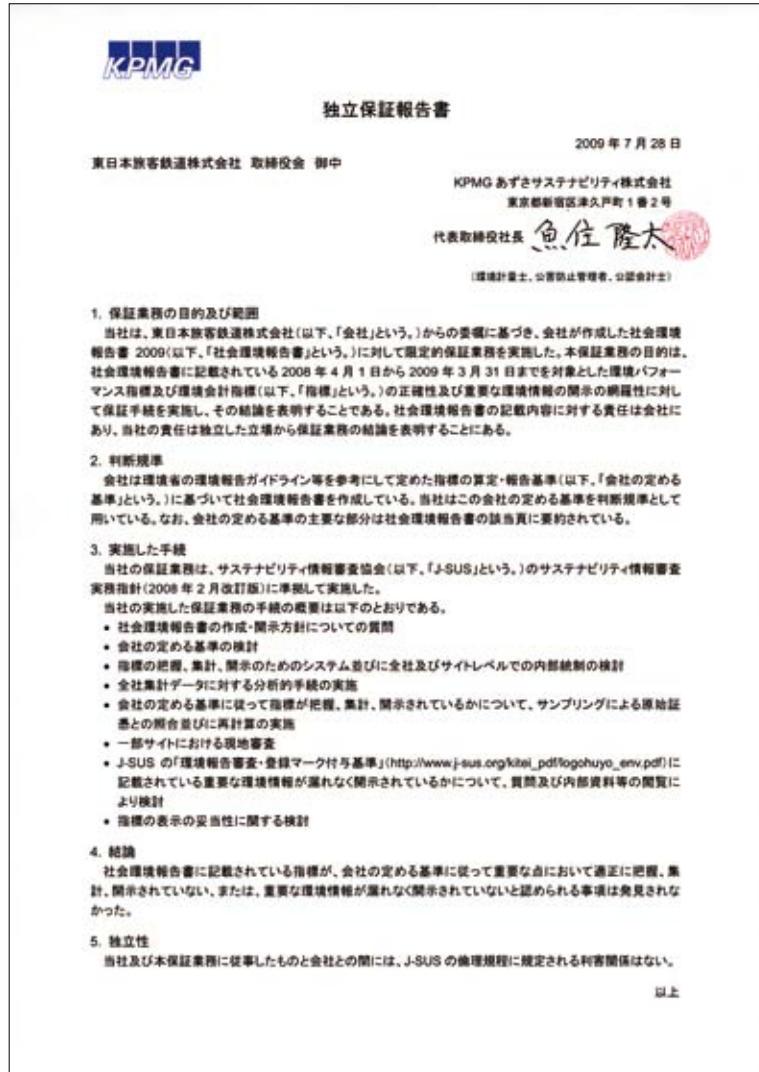 KPMG
独立保証報告書
2009 年 7 月 28 日
東日本旅客鉄道株式会社 取締役会 御中
KPMG あずさサステナビリティ株式会社
東京都新宿区津久戸町 1 番 2 号
代表取締役社長 魚住 隆太
(環境計量士、公害防止管理者、公認会計士)
1. 保証業務の目的及び範囲
当社は、東日本旅客鉄道株式会社(以下、「会社」という。)からの委嘱に基づき、会社が作成した社会環境
報告書 2009(以下、「社会環境報告書」という。)に対して限定的保証業務を実施した。本保証業務の目的は、
社会環境報告書に記載されている 2008 年 4 月 1 日から 2009 年 3 月 31 日までを対象とした環境パフォー
マンス指標及び環境会計指標(以下、「指標」という。)の正確性及び重要な環境情報の開示の網羅性に対し
て保証手続を実施し、その結論を表明することである。社会環境報告書の記載内容に対する責任は会社に
あり、当社の責任は独立した立場から保証業務の結論を表明することにある。
2. 判断規準
会社は環境省の環境報告ガイドライン等を参考にして定めた指標の算定・報告基準(以下、「会社の定める
基準」という。)に基づいて社会環境報告書を作成している。当社はこの会社の定める基準を判断規準として
用いている。なお、会社の定める基準の主要な部分は社会環境報告書の該当頁に要約されている。
3. 実施した手続
当社の保証業務は、サステナビリティ情報審査協会(以下、「J-SUS」という。)のサステナビリティ情報審査
実務指針(2008 年 2 月改訂版)に準拠して実施した。
当社の実施した保証業務の手続の概要は以下のとおりである。
• 社会環境報告書の作成・開示方針についての質問
• 会社の定める基準の検討
• 指標の把握、集計、開示のためのシステム並びに全社及びサイトレベルでの内部統制の検討
• 全社集計データに対する分析的手続の実施
• 会社の定める基準に従って指標が把握、集計、開示されているかについて、サンプリングによる原始証
憑との照合並びに再計算の実施
• 一部サイトにおける現地審査
• J-SUS の「環境報告審査・登録マーク付与基準」(http://www.j-sus.org/kitei_pdf/logohuyo_env.pdf)に
記載されている重要な環境情報が漏れなく開示されているかについて、質問及び内部資料等の閲覧に
より検討
• 指標の表示の妥当性に関する検討
4. 結論
社会環境報告書に記載されている指標が、会社の定める基準に従って重要な点において適正に把握、集
計、開示されていない、または、重要な環境情報が漏れなく開示されていないと認められる事項は発見されな
かった。
5. 独立性
当社及び本保証業務に従事したものと会社との間には、J-SUS の倫理規程に規定される利害関係はない。
以上